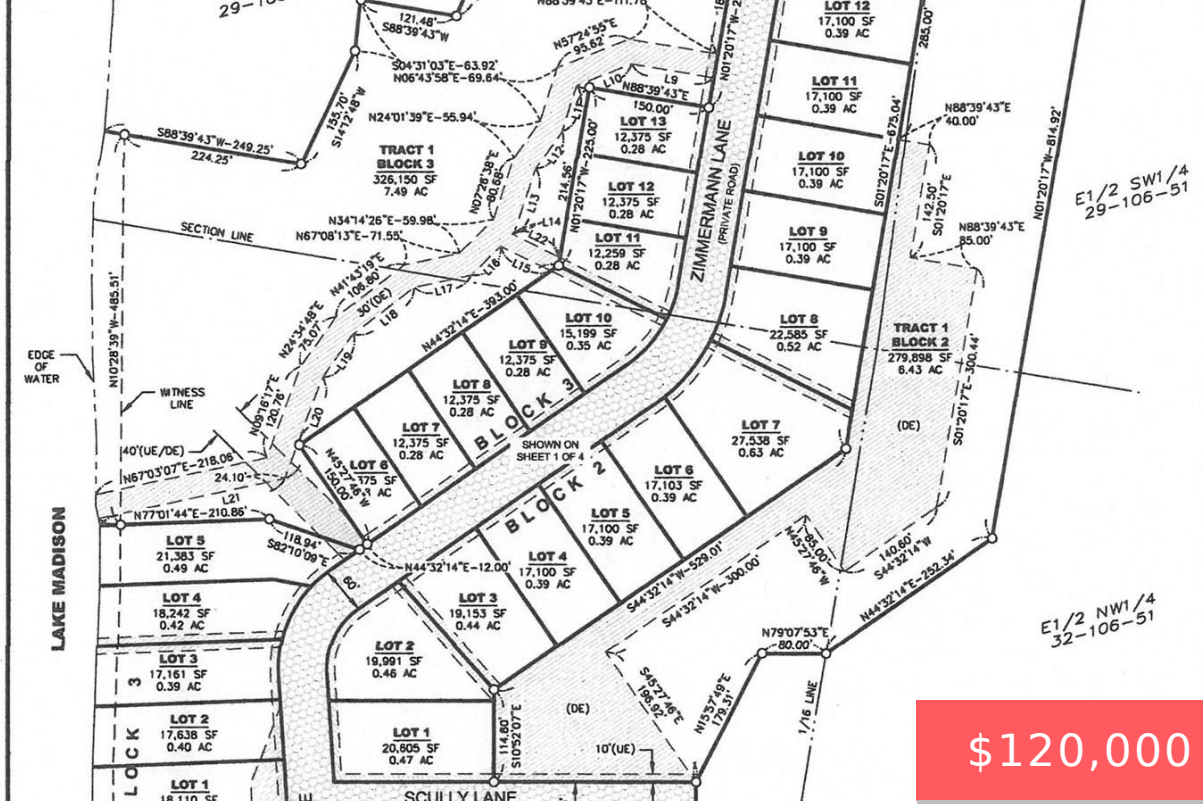 121.48'
S88°39'43"W
N57°24'55"E
95.62'
S04°31'03"E-63.92'
N06°43'58"E-69.64'
L10
L9
N88°39'43"E
150.00'
LOT 12
17,100 SF
0.39 AC
285.00'
LOT 11
17,100 SF
0.39 AC
155.70'
S14°12'48"W
S88°39'43"W-249.25'
224.25'
N24°01'39"E-55.94'
L12
LOT 13
12,375 SF
0.28 AC
TRACT 1
BLOCK 3
326,150 SF
7.49 AC
N88°39'43"E
40.00'
S01°20'17"E-675.04'
N01°20'17"W-814.92'
LOT 10
17,100 SF
0.39 AC
214.56'
N01°20'17"W-225.00'
L13
LOT 12
12,375 SF
0.28 AC
ZIMMERMANN LANE
(PRIVATE ROAD)
142.50'
S01°20'17"E
E1/2 SW1/4
29-106-51
N34°14'26"E-59.98'
N67°08'13"E-71.55'
SECTION LINE
L14
L22
L15
L16
L17
L18
LOT 11
12,259 SF
0.28 AC
LOT 9
17,100 SF
0.39 AC
N88°39'43"E
85.00'
N41°43'19"E
106.80'
30'(DE)
N10°28'39"W-485.51'
N24°34'48"E
75.07'
L19
N44°32'14"E-393.00'
LOT 10
15,199 SF
0.35 AC
LOT 8
22,585 SF
0.52 AC
TRACT 1
BLOCK 2
279,898 SF
6.43 AC
S01°20'17"E-300.44'
EDGE
OF
WATER
WITNESS
LINE
N09°16'17"E
120.76'
L20
LOT 9
12,375 SF
0.28 AC
LOT 8
12,375 SF
0.28 AC
LOT 7
12,375 SF
0.28 AC
BLOCK 3
SHOWN ON
SHEET 1 OF 4
LOT 7
27,538 SF
0.63 AC
(DE)
40'(UE/DE)
N67°03'07"E-218.06'
24.10'
L21
N45°27'46"W
150.00'
LOT 6
BLOCK 2
LOT 6
17,103 SF
0.39 AC
N77°01'44"E-210.86'
118.94'
S82°10'09"E
LOT 5
17,100 SF
0.39 AC
85.00'
N45°27'46"W
140.60'
S44°32'14"W
LAKE MADISON
LOT 5
21,383 SF
0.49 AC
N44°32'14"E-12.00'
60'
LOT 4
17,100 SF
0.39 AC
S44°32'14"W-529.01'
S44°32'14"W-300.00'
N44°32'14"E-252.34'
LOT 4
18,242 SF
0.42 AC
LOT 3
19,153 SF
0.44 AC
E1/2 NW1/4
32-106-51
LOT 3
17,161 SF
0.39 AC
LOT 2
19,991 SF
0.46 AC
N79°07'53"E
80.00'
S45°27'46"E
196.92'
N15°37'49"E
179.31'
1/16 LINE
LOT 2
17,638 SF
0.40 AC
3
LOCK
LOT 1
20,605 SF
0.47 AC
114.80'
S10°52'07"E
(DE)
10'(UE)
LOT 1
18,110 SF
SCULLY LANE
$120,000